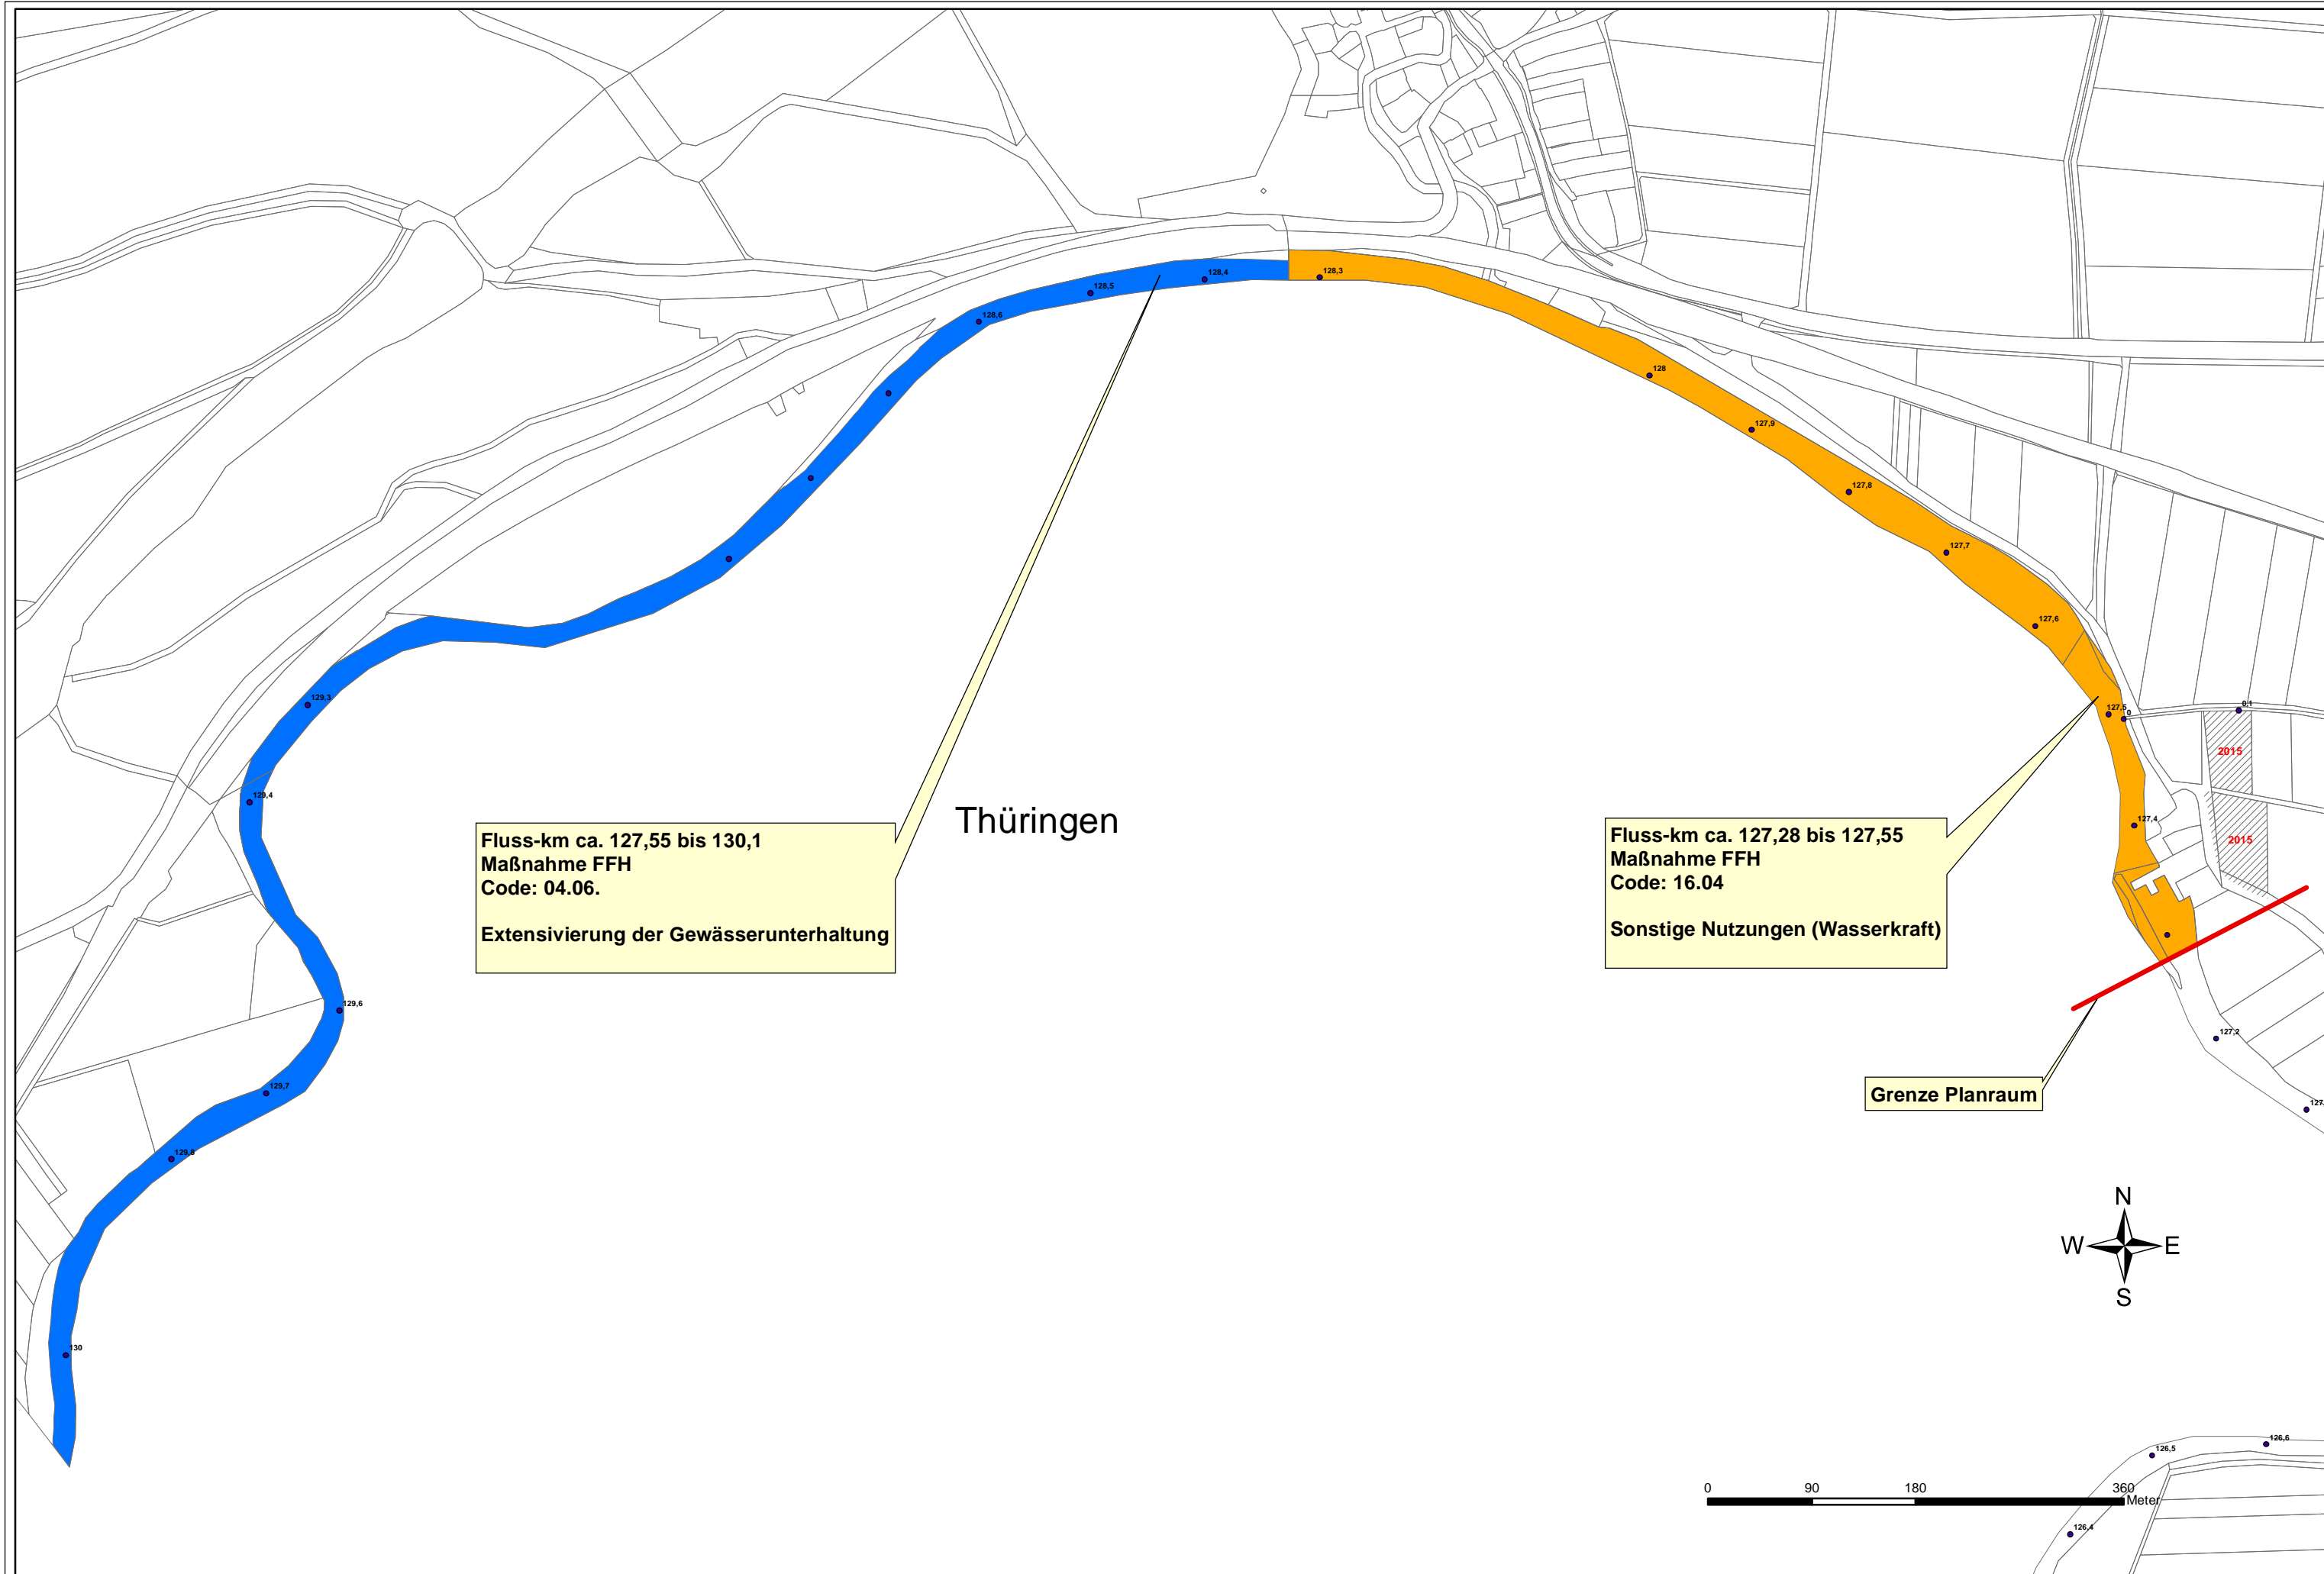 128,3
128,4
128,5
128,6
128
127,9
127,8
127,7
127,6
129,3
0,1
127,5
0
2015
129,4
Thüringen
127,4
2015
Fluss-km ca. 127,55 bis 130,1
Maßnahme FFH
Code: 04.06.
Extensivierung der Gewässerunterhaltung
Fluss-km ca. 127,28 bis 127,55
Maßnahme FFH
Code: 16.04
Sonstige Nutzungen (Wasserkraft)
129,6
127,2
129,7
Grenze Planraum
127,
129,8
N
W E
S
130
126,6
126,5
0 90 180 360
Meter
126,4